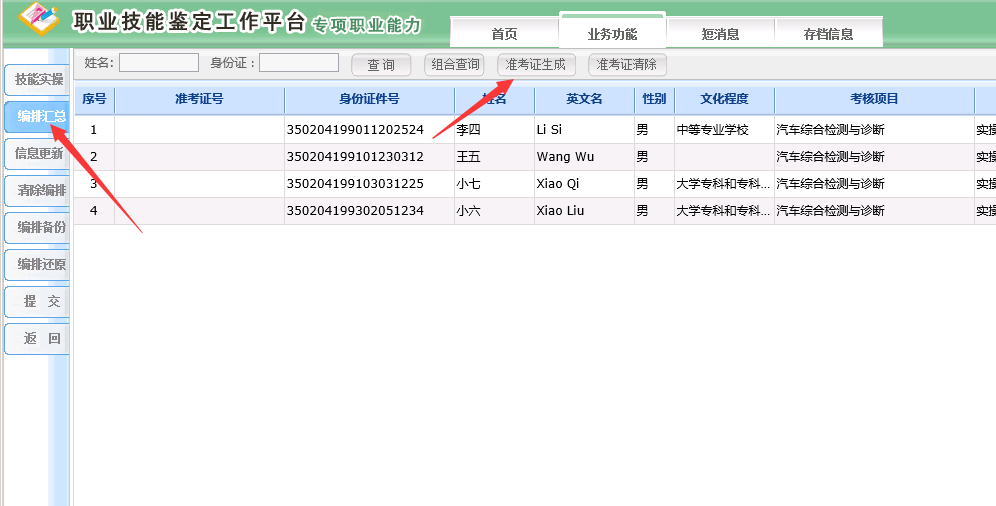 职业技能鉴定工作平台 专项职业能力
首页 业务功能 短消息 存档信息
姓名: 身份证: 查 询 组合查询 准考证生成 准考证清除
技能实操
编排汇总
信息更新
清除编排
编排备份
编排还原
提 交
返 回
序号 准考证号 身份证件号 姓名 英文名 性别 文化程度 考核项目
1 350204199011202524 李四 Li Si 男 中等专业学校 汽车综合检测与诊断 实操
2 350204199101230312 王五 Wang Wu 男 汽车综合检测与诊断
3 350204199103031225 小七 Xiao Qi 男 大学专科和专科... 汽车综合检测与诊断 实操
4 350204199302051234 小六 Xiao Liu 男 大学专科和专科... 汽车综合检测与诊断 实操